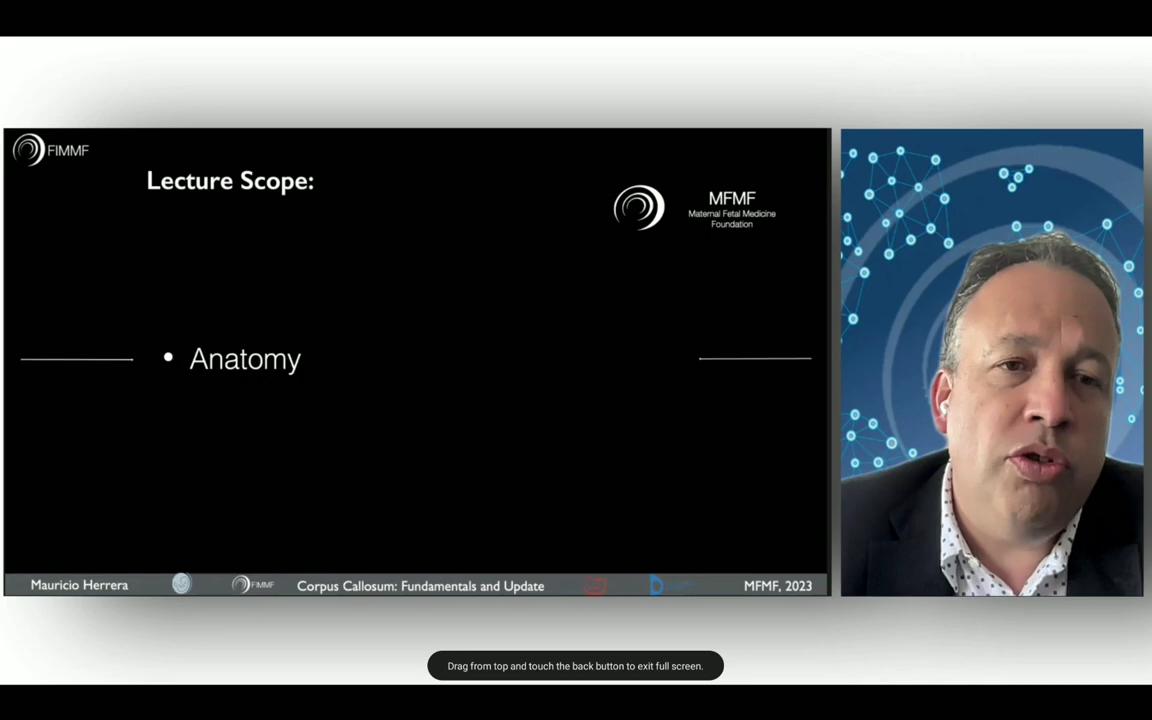 FIMMF
Lecture Scope:
MFMF
Maternal Fetal Medicine
Foundation
• Anatomy
Mauricio Herrera
FIMMF
Corpus Callosum: Fundamentals and Update
MFMF, 2023
Drag from top and touch the back button to exit full screen.